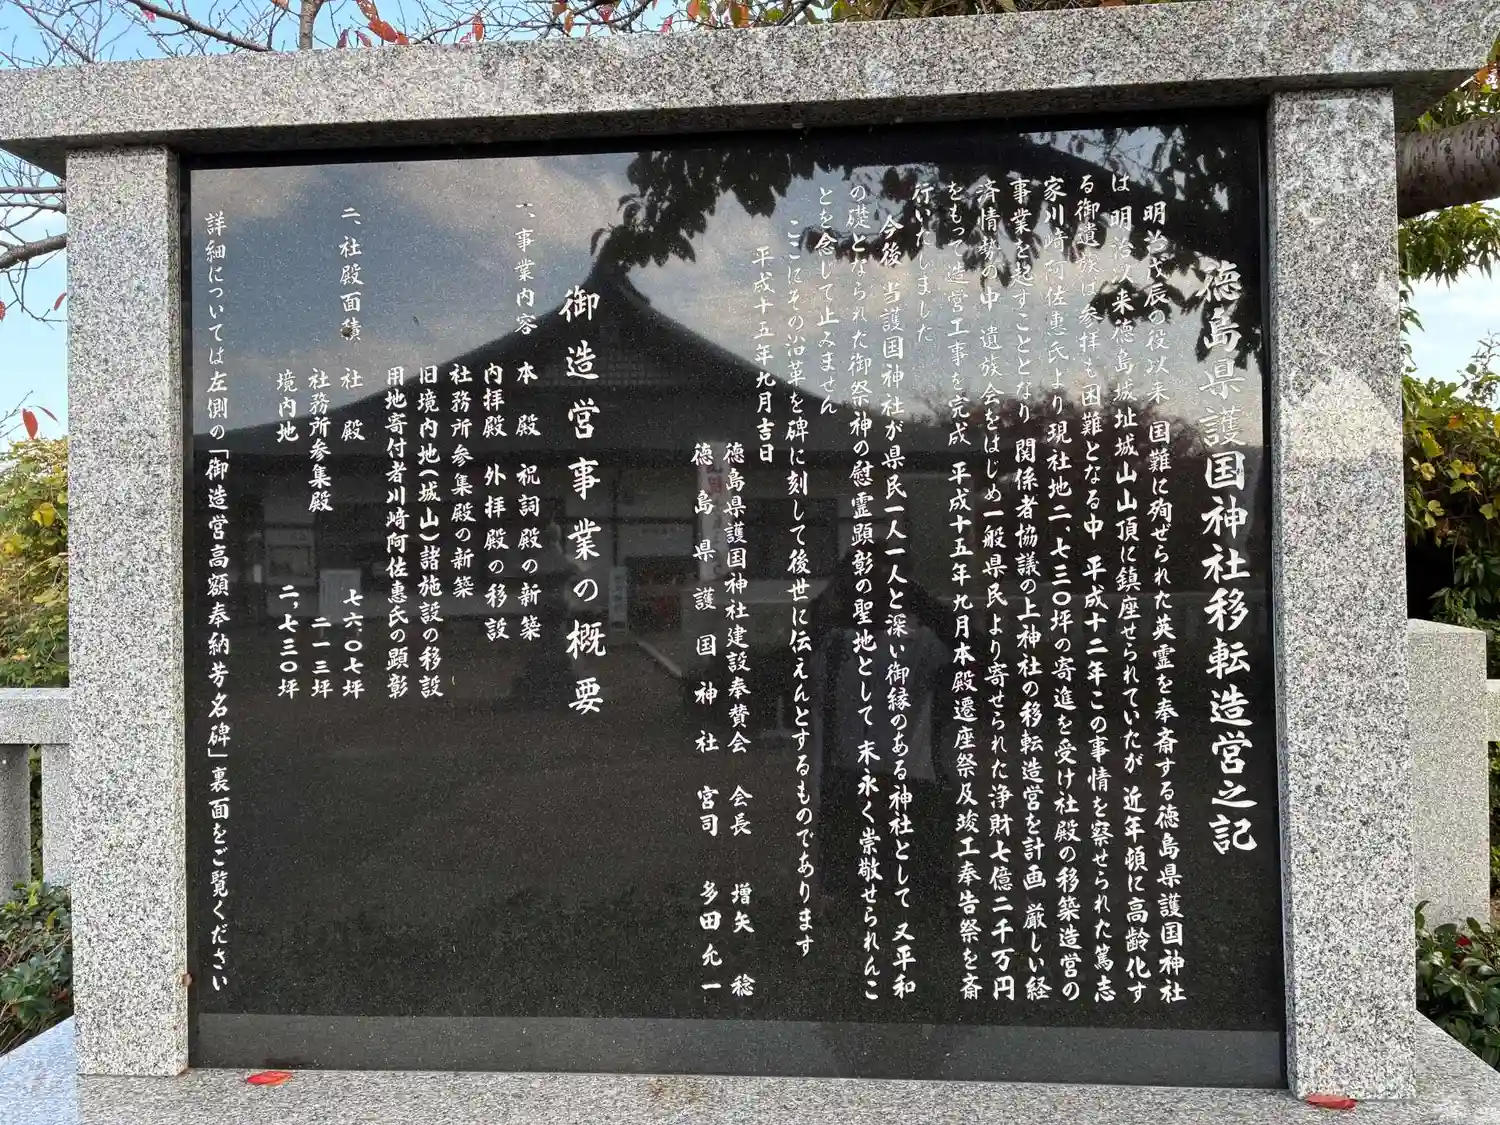 徳島県護国神社移転造営之記
明治戊辰の役以来 国難に殉ぜられた英霊を奉斎する徳島県護国神社
は 明治以来徳島城址城山山頂に鎮座せられていたが 近年頓に高齢化す
る御遺族は参拝も困難となる中 平成十二年この事情を察せられた篤志
家川崎阿佐恵氏より現社地二、七三〇坪の寄進を受け社殿の移築造営の
事業を起すこととなり 関係者協議の上神社の移転造営を計画 厳しい経
済情勢の中 遺族会をはじめ一般県民より寄せられた浄財七億二千万円
をもって造営工事を完成 平成十五年九月本殿遷座祭及竣工奉告祭を斎
行いたしました
今後 当護国神社が県民一人一人と深い御縁のある神社として 又平和
の礎となられた御祭神の慰霊顕彰の聖地として 末永く崇敬せられんこ
とを念じて止みません
ここにその沿革を碑に刻して後世に伝えんとするものであります
平成十五年九月吉日
徳島県護国神社建設奉賛会 会長 増矢 稔
徳島県護国神社 宮司 多田允一
御造営事業の概要
一、事業内容 本殿 祝詞殿の新築
内拝殿 外拝殿の移設
社務所参集殿の新築
旧境内地(城山)諸施設の移設
用地寄付者川崎阿佐恵氏の顕彰
二、社殿面積 社殿 七六.〇七坪
社務所参集殿 二一三坪
境内地 二,七三〇坪
詳細については左側の「御造営高額奉納芳名碑」裏面をご覧ください